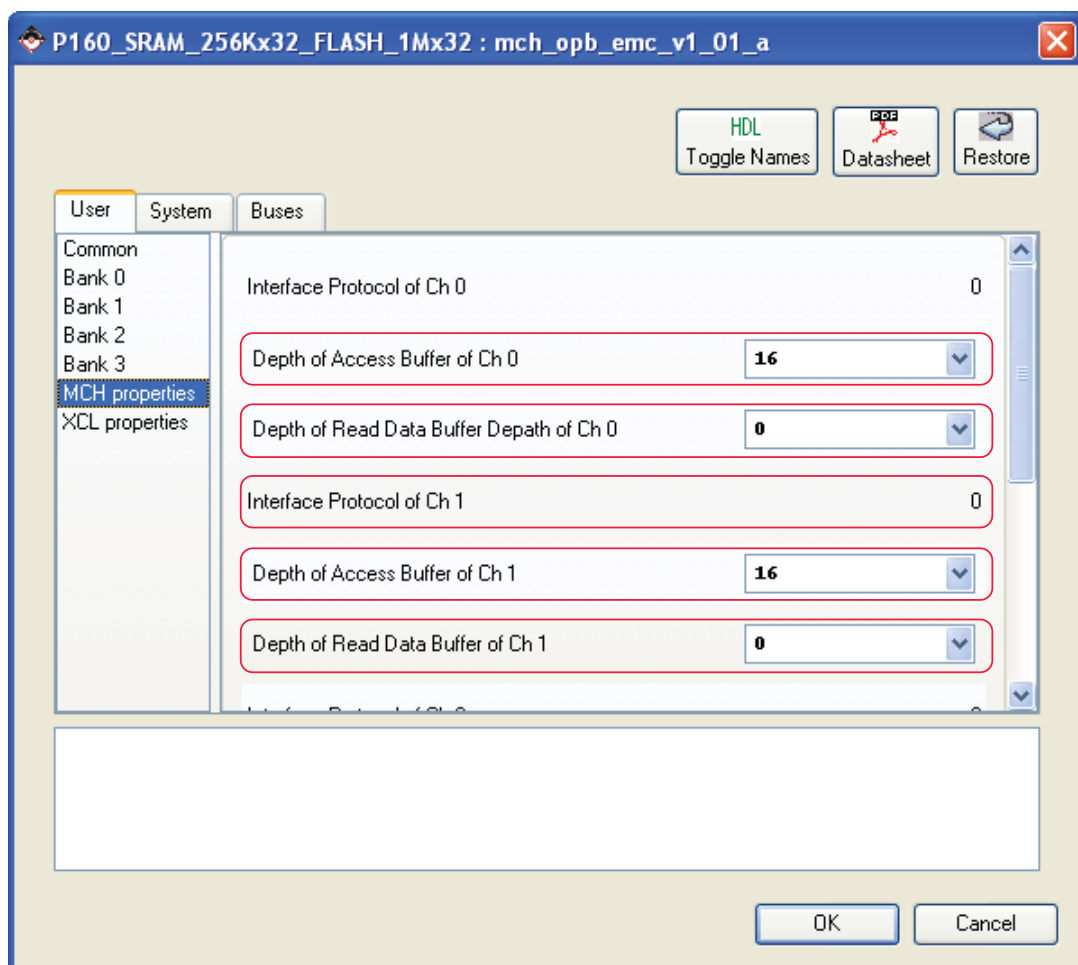 P160_SRAM_256Kx32_FLASH_1Mx32 : mch_opb_emc_v1_01_a
HDL
Toggle Names
PDF
Datasheet
Restore
User
System
Buses
Common
Bank 0
Bank 1
Bank 2
Bank 3
MCH properties
XCL properties
Interface Protocol of Ch 0 0
Depth of Access Buffer of Ch 0 16
Depth of Read Data Buffer Depath of Ch 0 0
Interface Protocol of Ch 1 0
Depth of Access Buffer of Ch 1 16
Depth of Read Data Buffer of Ch 1 0
OK
Cancel